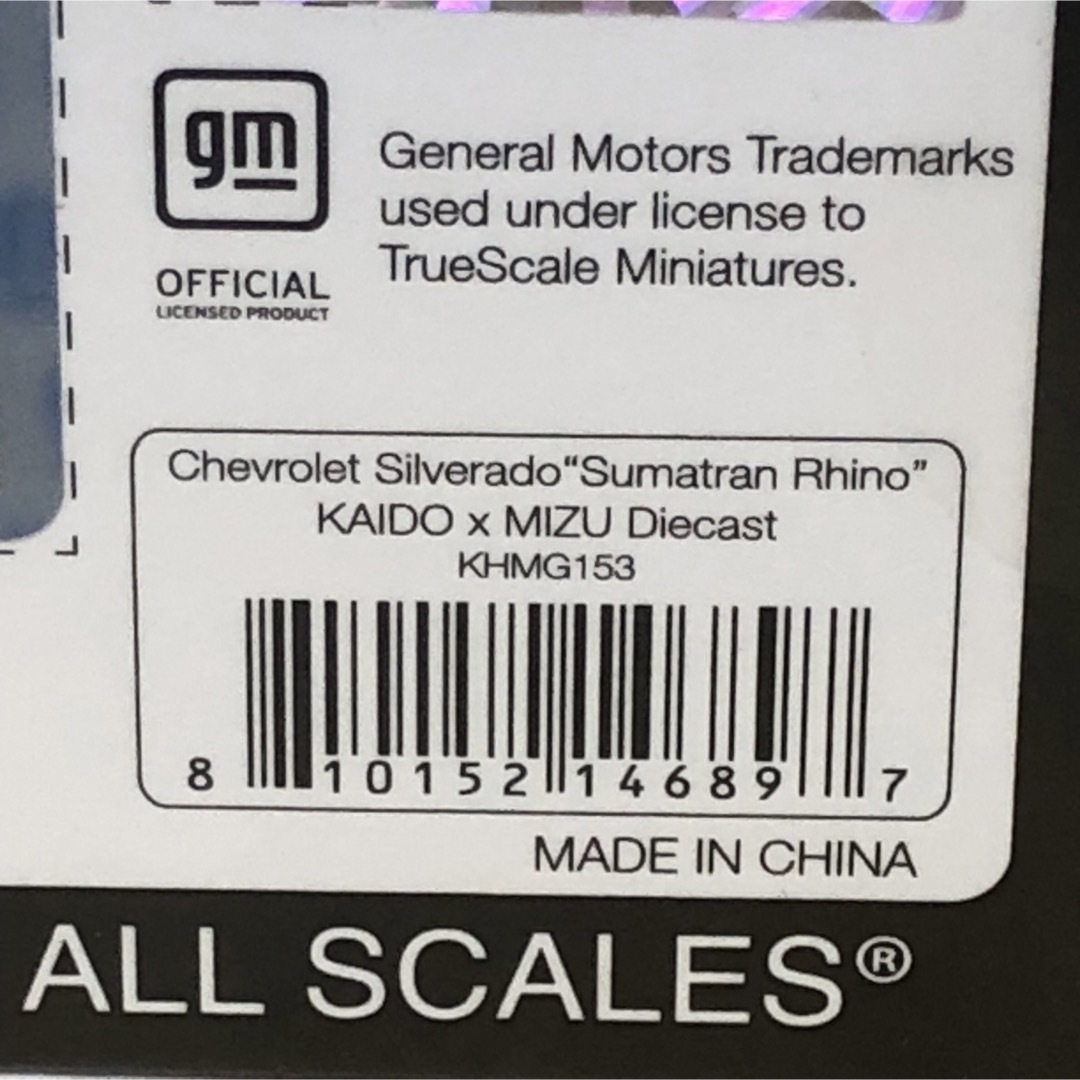 gm
OFFICIAL
LICENSED PRODUCT
General Motors Trademarks
used under license to
TrueScale Miniatures.
Chevrolet Silverado“Sumatran Rhino”
KAIDO x MIZU Diecast
KHMG153
8 10152 14689 7
MADE IN CHINA
ALL SCALES®